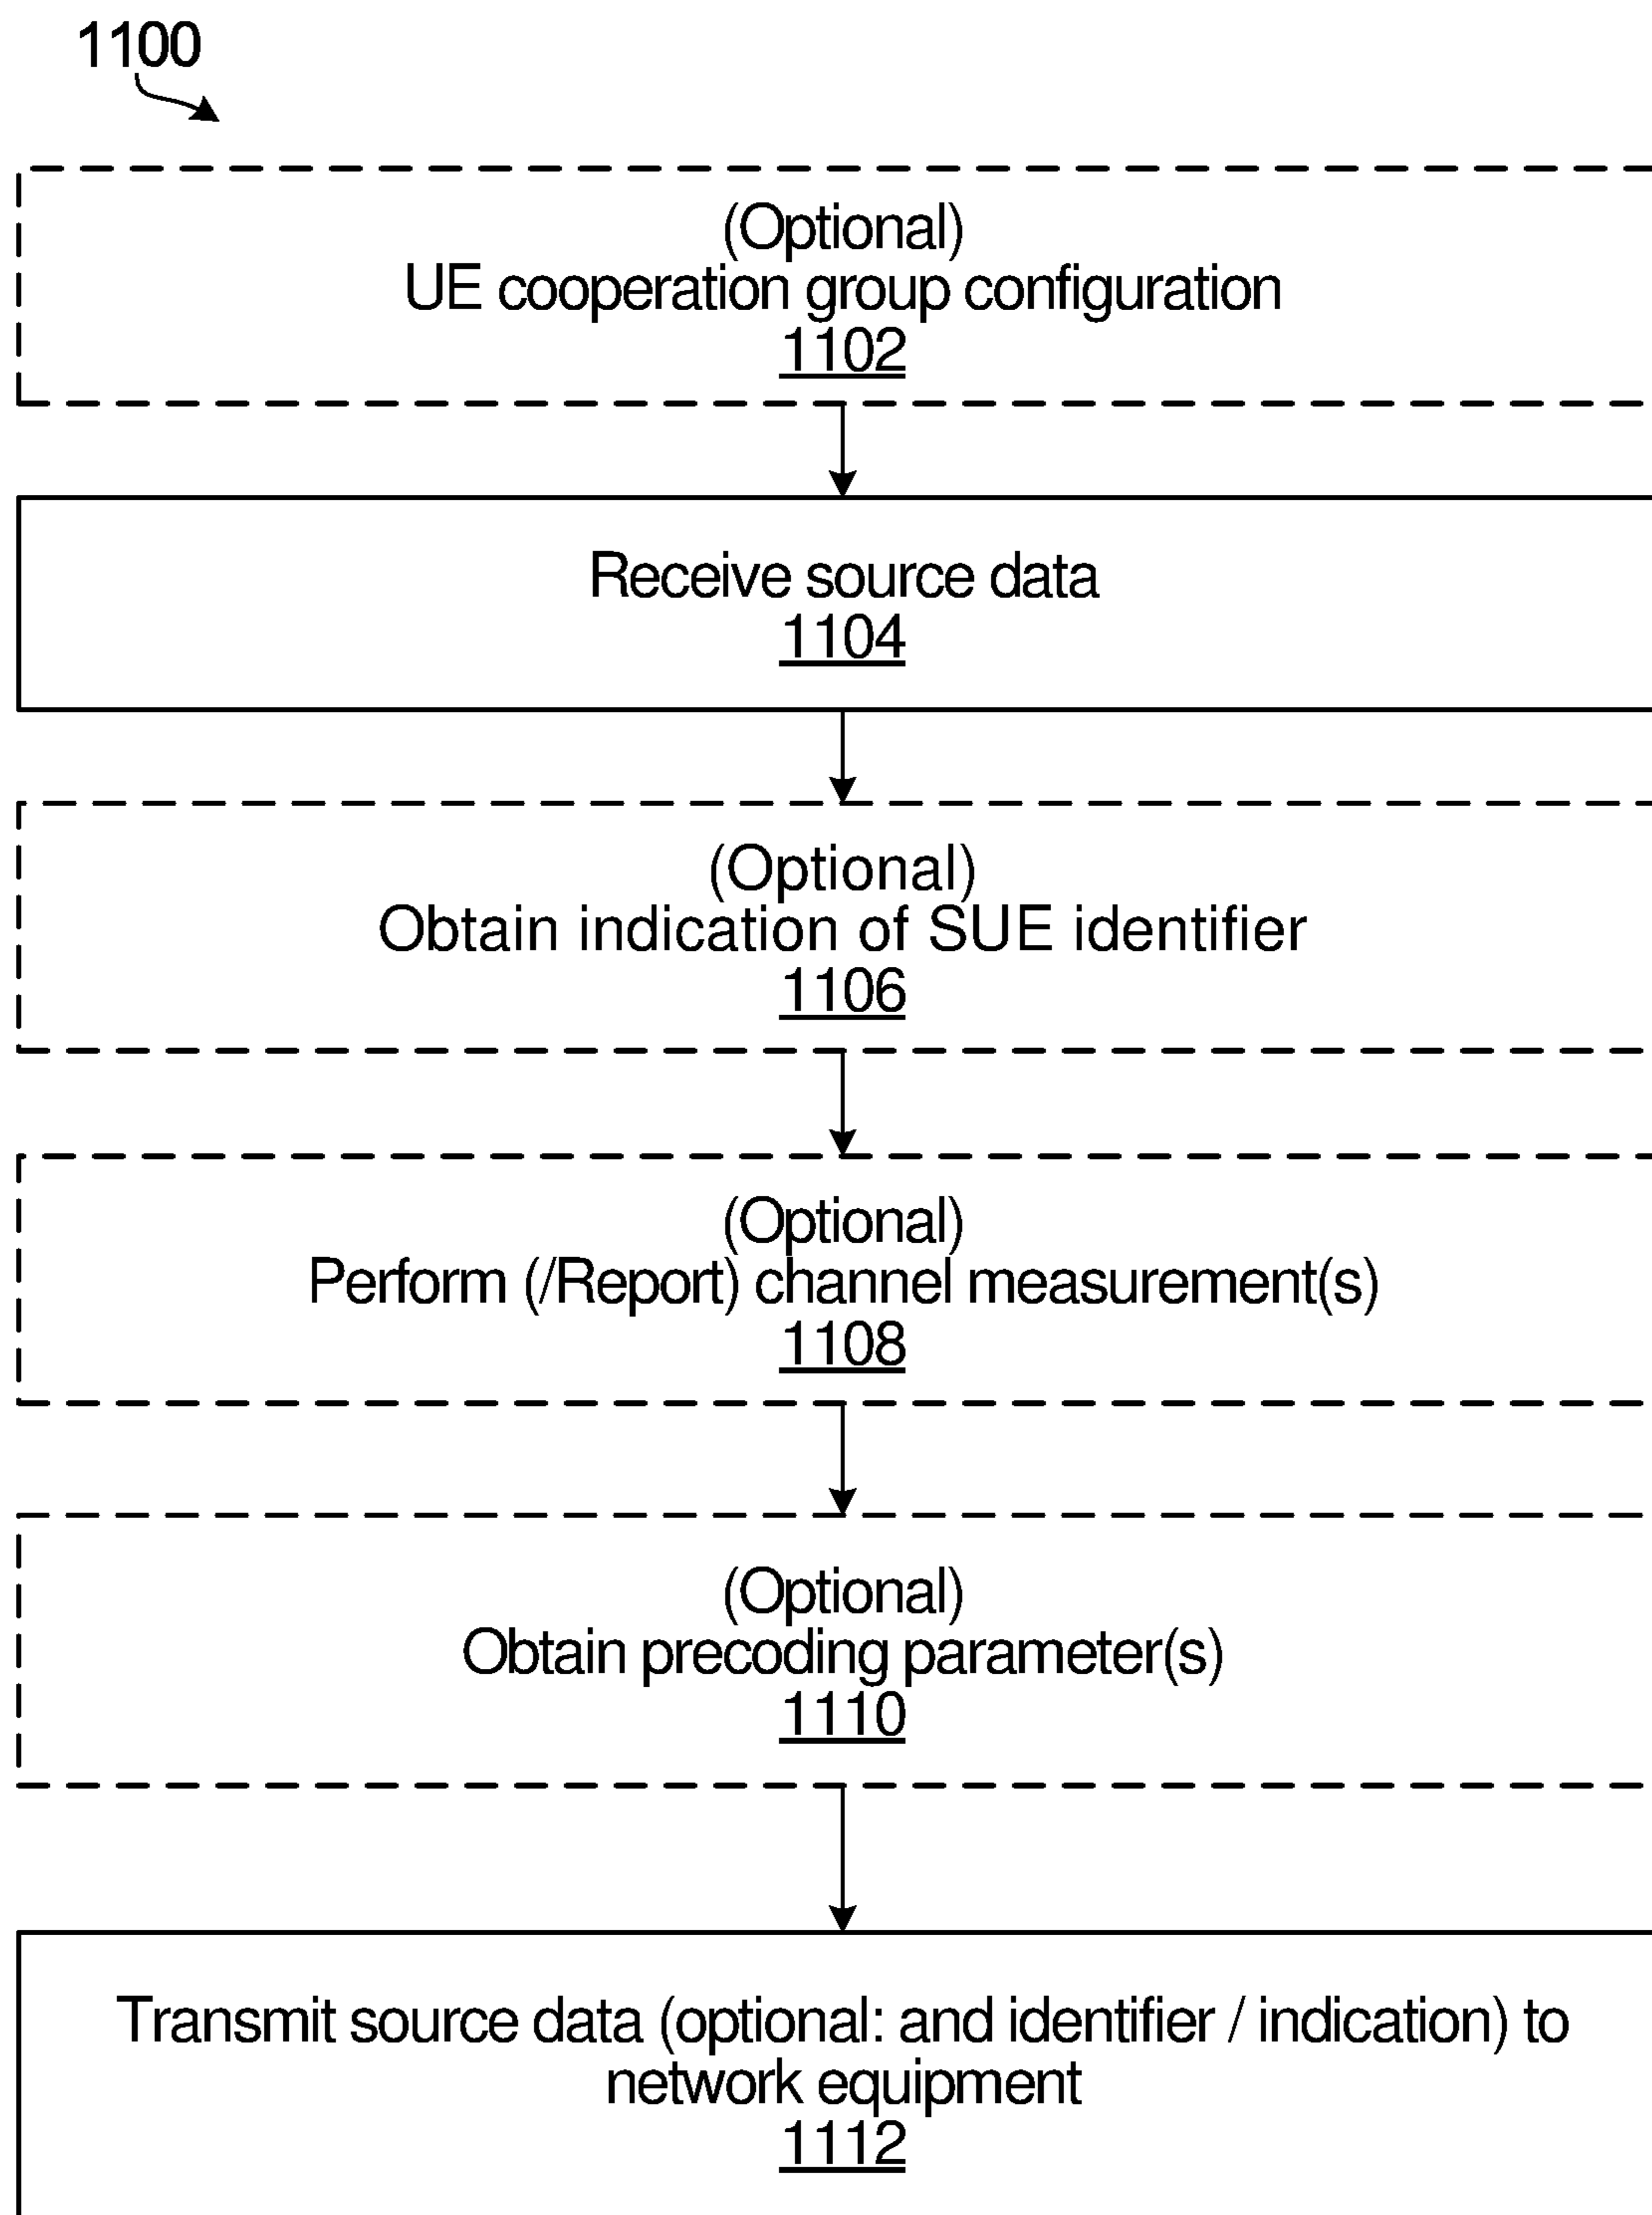 1100
(Optional)
UE cooperation group configuration
1102
Receive source data
1104
(Optional)
Obtain indication of SUE identifier
1106
(Optional)
Perform (/Report) channel measurement(s)
1108
(Optional)
Obtain precoding parameter(s)
1110
Transmit source data (optional: and identifier / indication) to
network equipment
1112